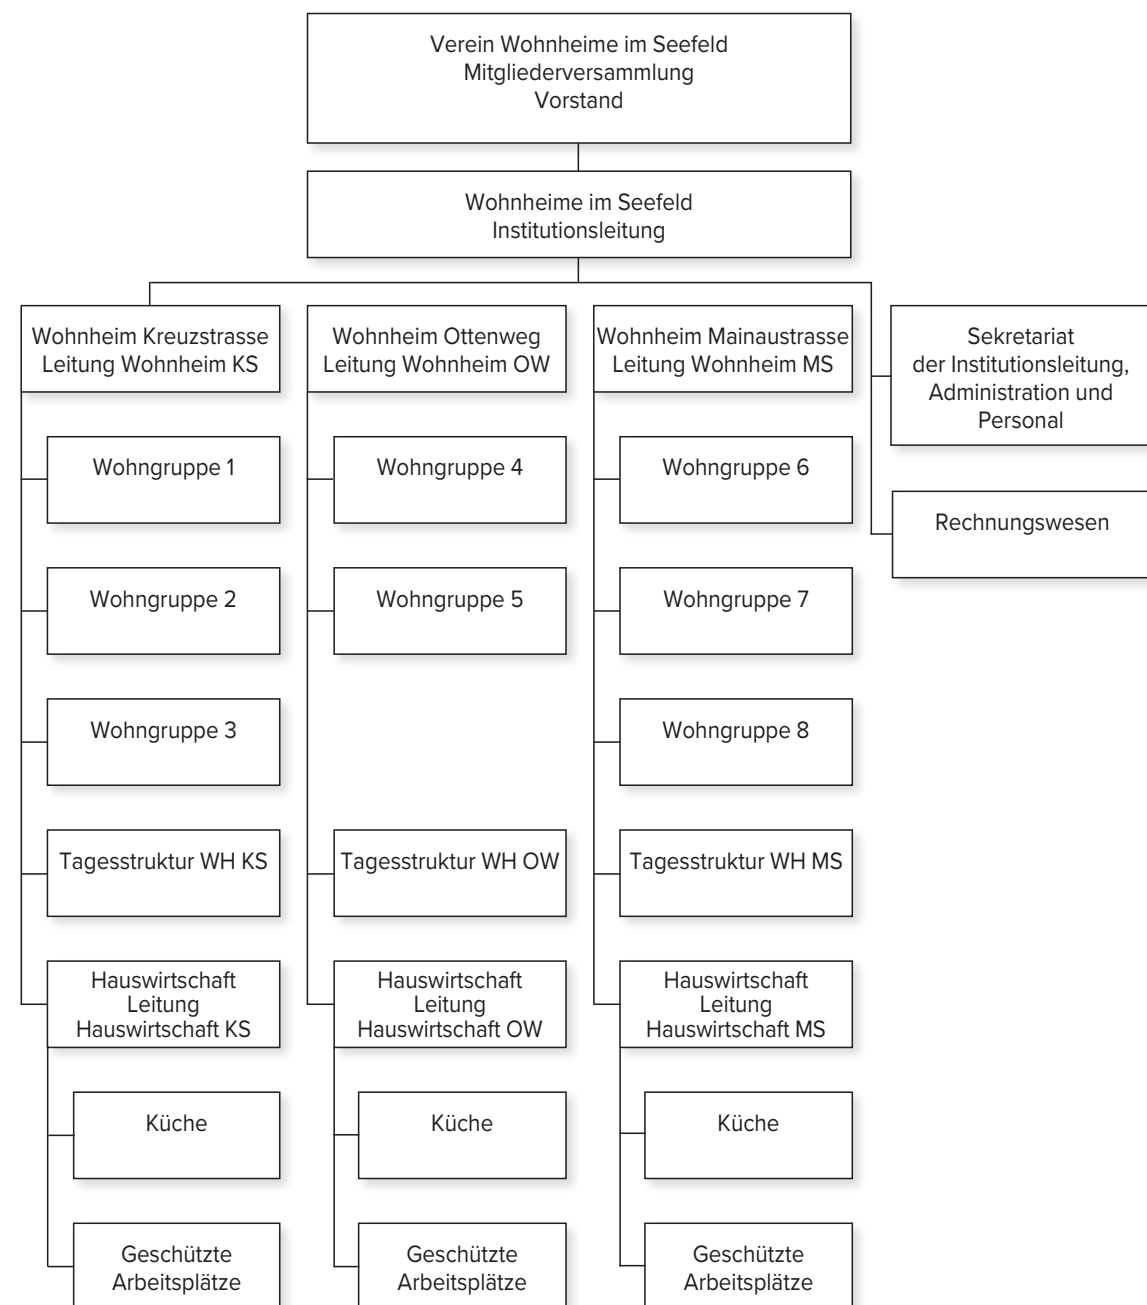 Verein Wohnheime im Seefeld
Mitgliederversammlung
Vorstand
Wohnheime im Seefeld
Institutionsleitung
Wohnheim Kreuzstrasse
Leitung Wohnheim KS
Wohngruppe 1
Wohngruppe 2
Wohngruppe 3
Tagesstruktur WH KS
Hauswirtschaft
Leitung
Hauswirtschaft KS
Küche
Geschützte
Arbeitsplätze
Wohnheim Ottenweg
Leitung Wohnheim OW
Wohngruppe 4
Wohngruppe 5
Tagesstruktur WH OW
Hauswirtschaft
Leitung
Hauswirtschaft OW
Küche
Geschützte
Arbeitsplätze
Wohnheim Mainaustrasse
Leitung Wohnheim MS
Wohngruppe 6
Wohngruppe 7
Wohngruppe 8
Tagesstruktur WH MS
Hauswirtschaft
Leitung
Hauswirtschaft MS
Küche
Geschützte
Arbeitsplätze
Sekretariat
der Institutionsleitung,
Administration und
Personal
Rechnungswesen